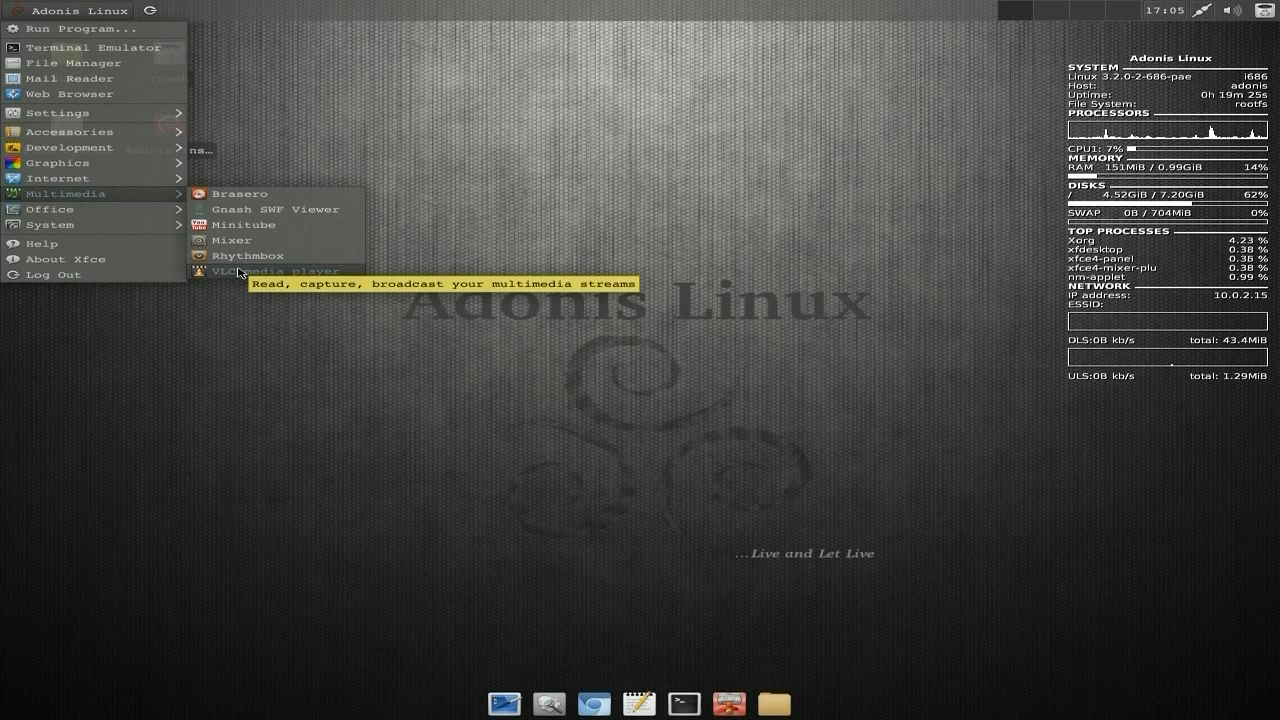 Adonis Linux
17:05
Run Program...
Terminal Emulator
File Manager
Mail Reader
Web Browser
Settings
Accessories
Development
Graphics
Internet
Multimedia
Office
System
Help
About Xfce
Log Out
Trash
Adonis ns...
Brasero
Gnash SWF Viewer
You Tube Minitube
Mixer
Rhythmbox
VLC media player
Read, capture, broadcast your multimedia streams
Adonis Linux
...Live and Let Live
Adonis Linux
SYSTEM
Linux 3.2.0-2-686-pae i686
Host: adonis
Uptime: 0h 19m 25s
File System: rootfs
PROCESSORS
CPU1: 7%
MEMORY
RAM 151MiB / 0.99GiB 14%
DISKS
/ 4.52GiB / 7.20GiB 62%
SWAP 0B / 704MiB 0%
TOP PROCESSES
Xorg 4.23 %
xfdesktop 0.38 %
xfce4-panel 0.38 %
xfce4-mixer-plu 0.38 %
nm-applet 0.99 %
NETWORK
IP address: 10.0.2.15
ESSID:
DLS:0B kb/s total: 43.4MiB
ULS:0B kb/s total: 1.29MiB